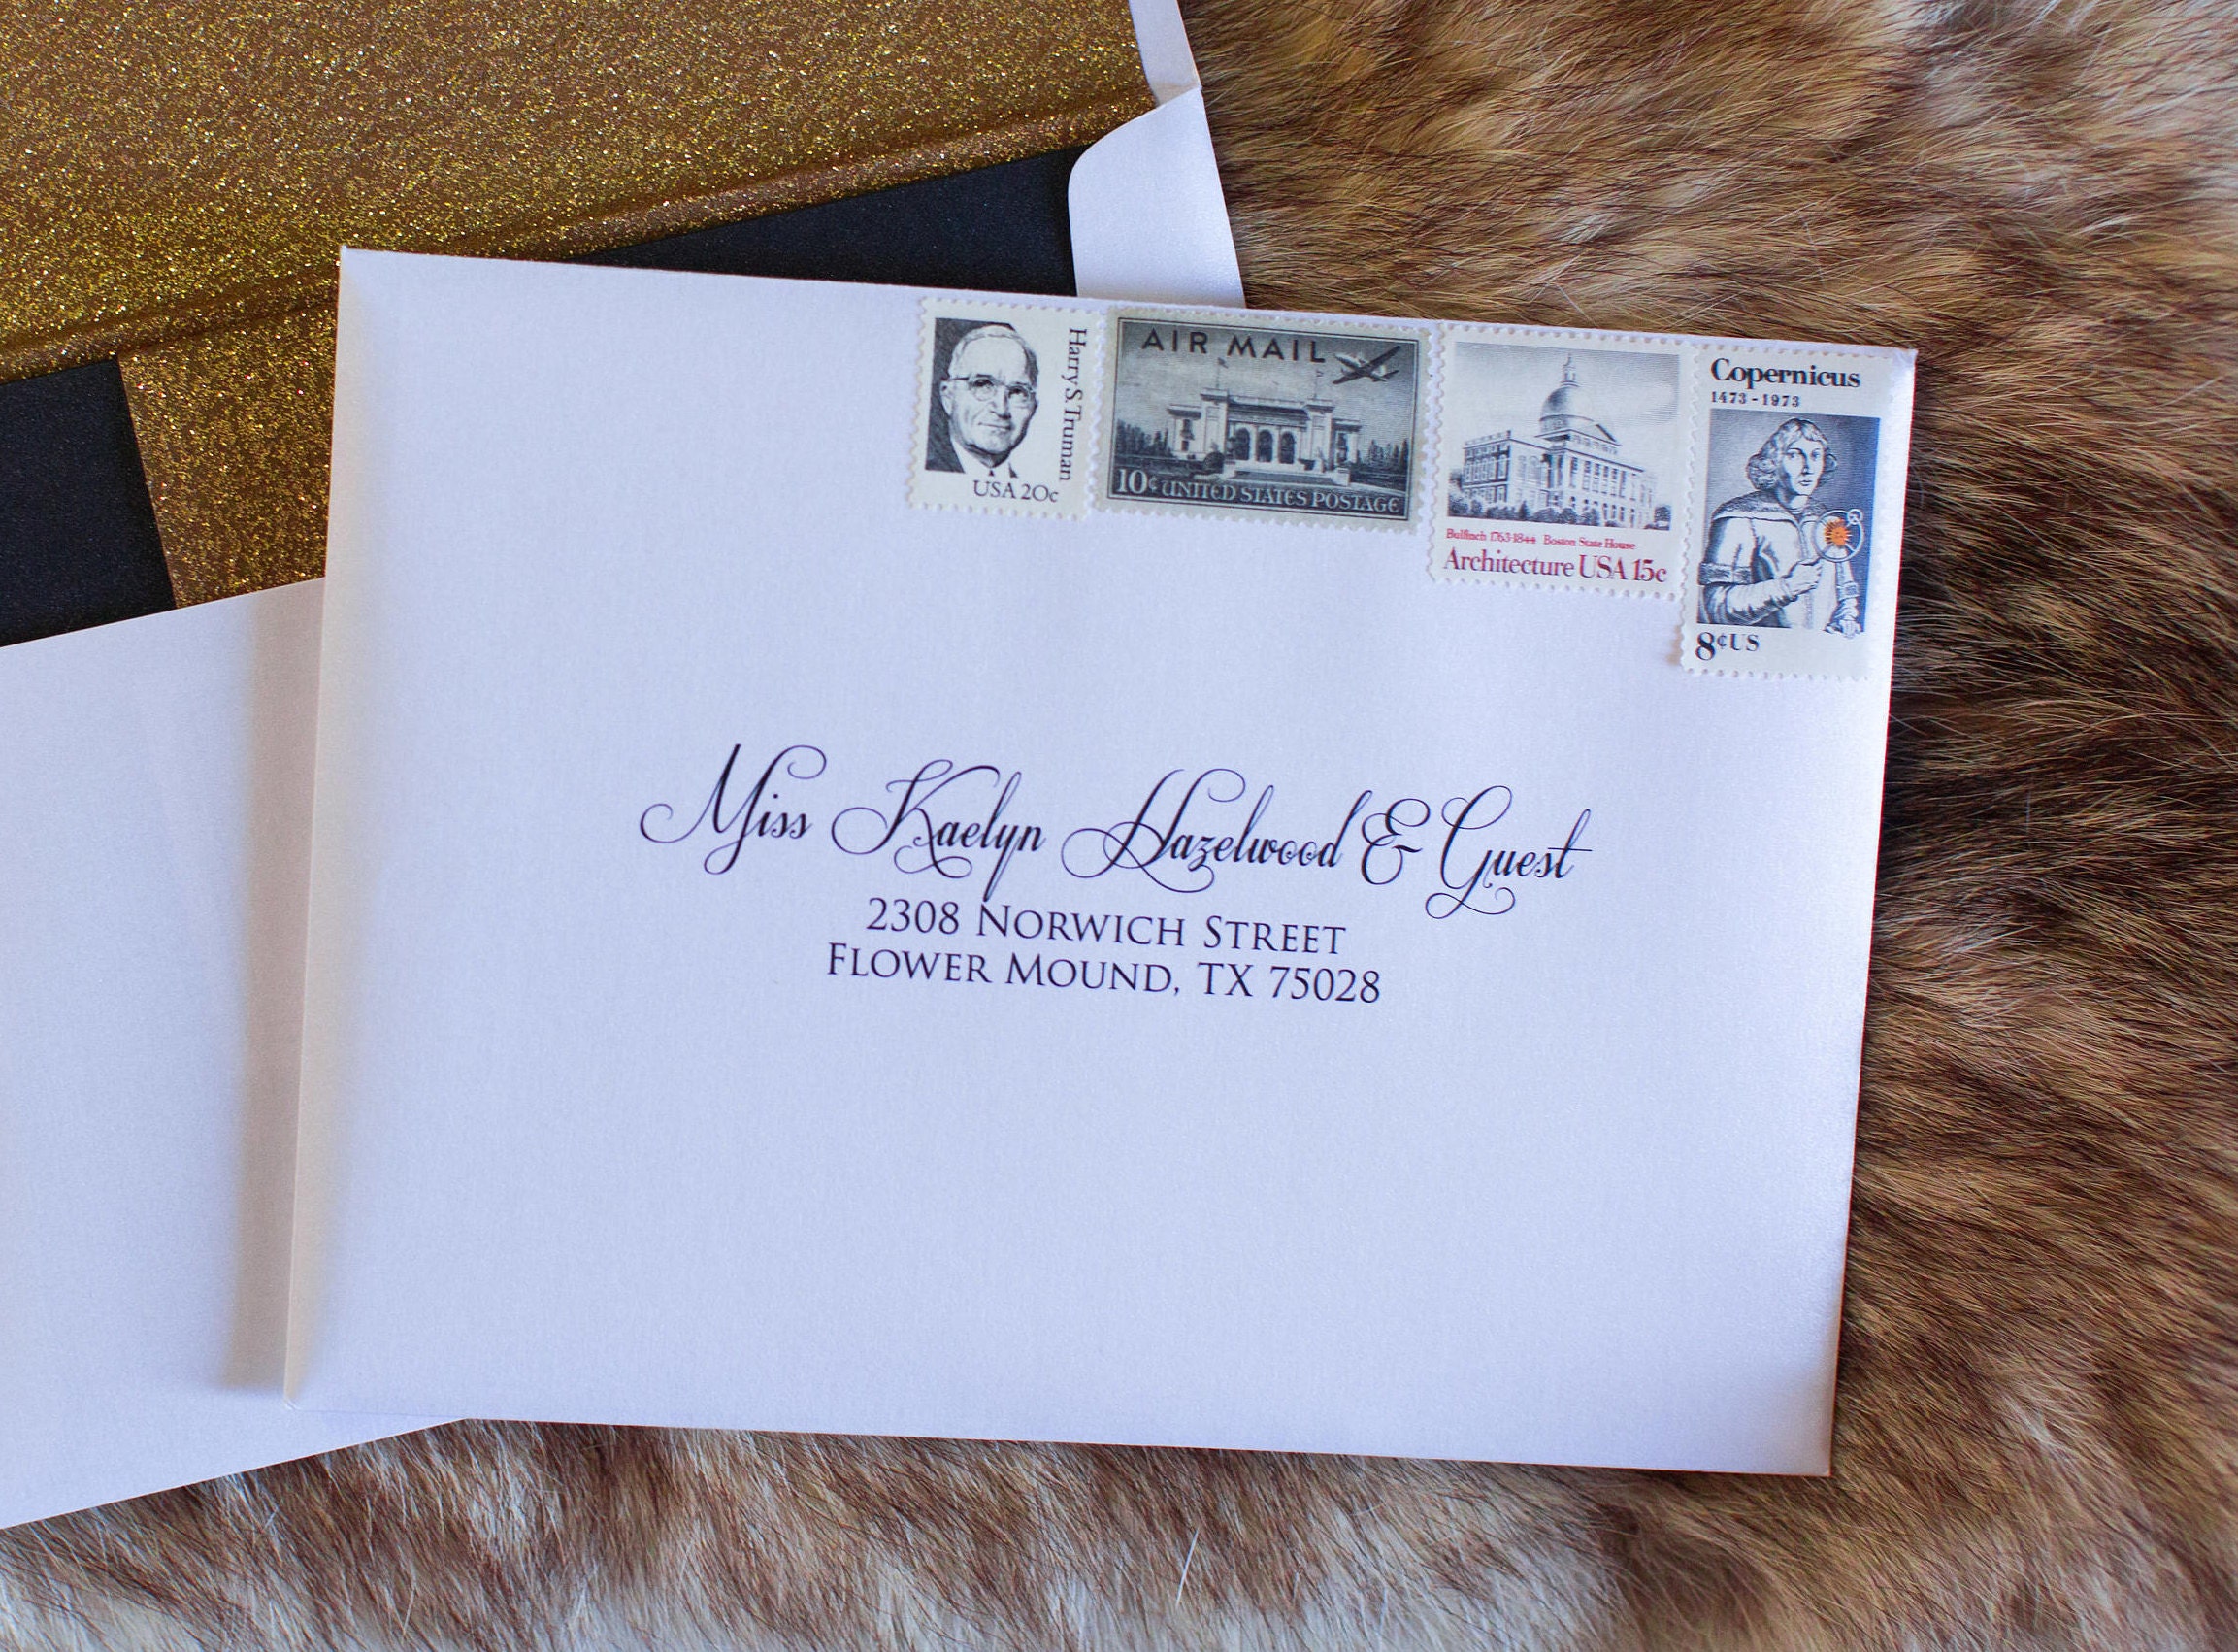 Harry S. Truman
USA 20c
AIR MAIL
10¢ UNITED STATES POSTAGE
Bulfinch 1763-1844 Boston State House
Architecture USA 15c
Copernicus
1473-1973
8¢ US
Miss Kaelyn Hazelwood & Guest
2308 NORWICH STREET
FLOWER MOUND, TX 75028